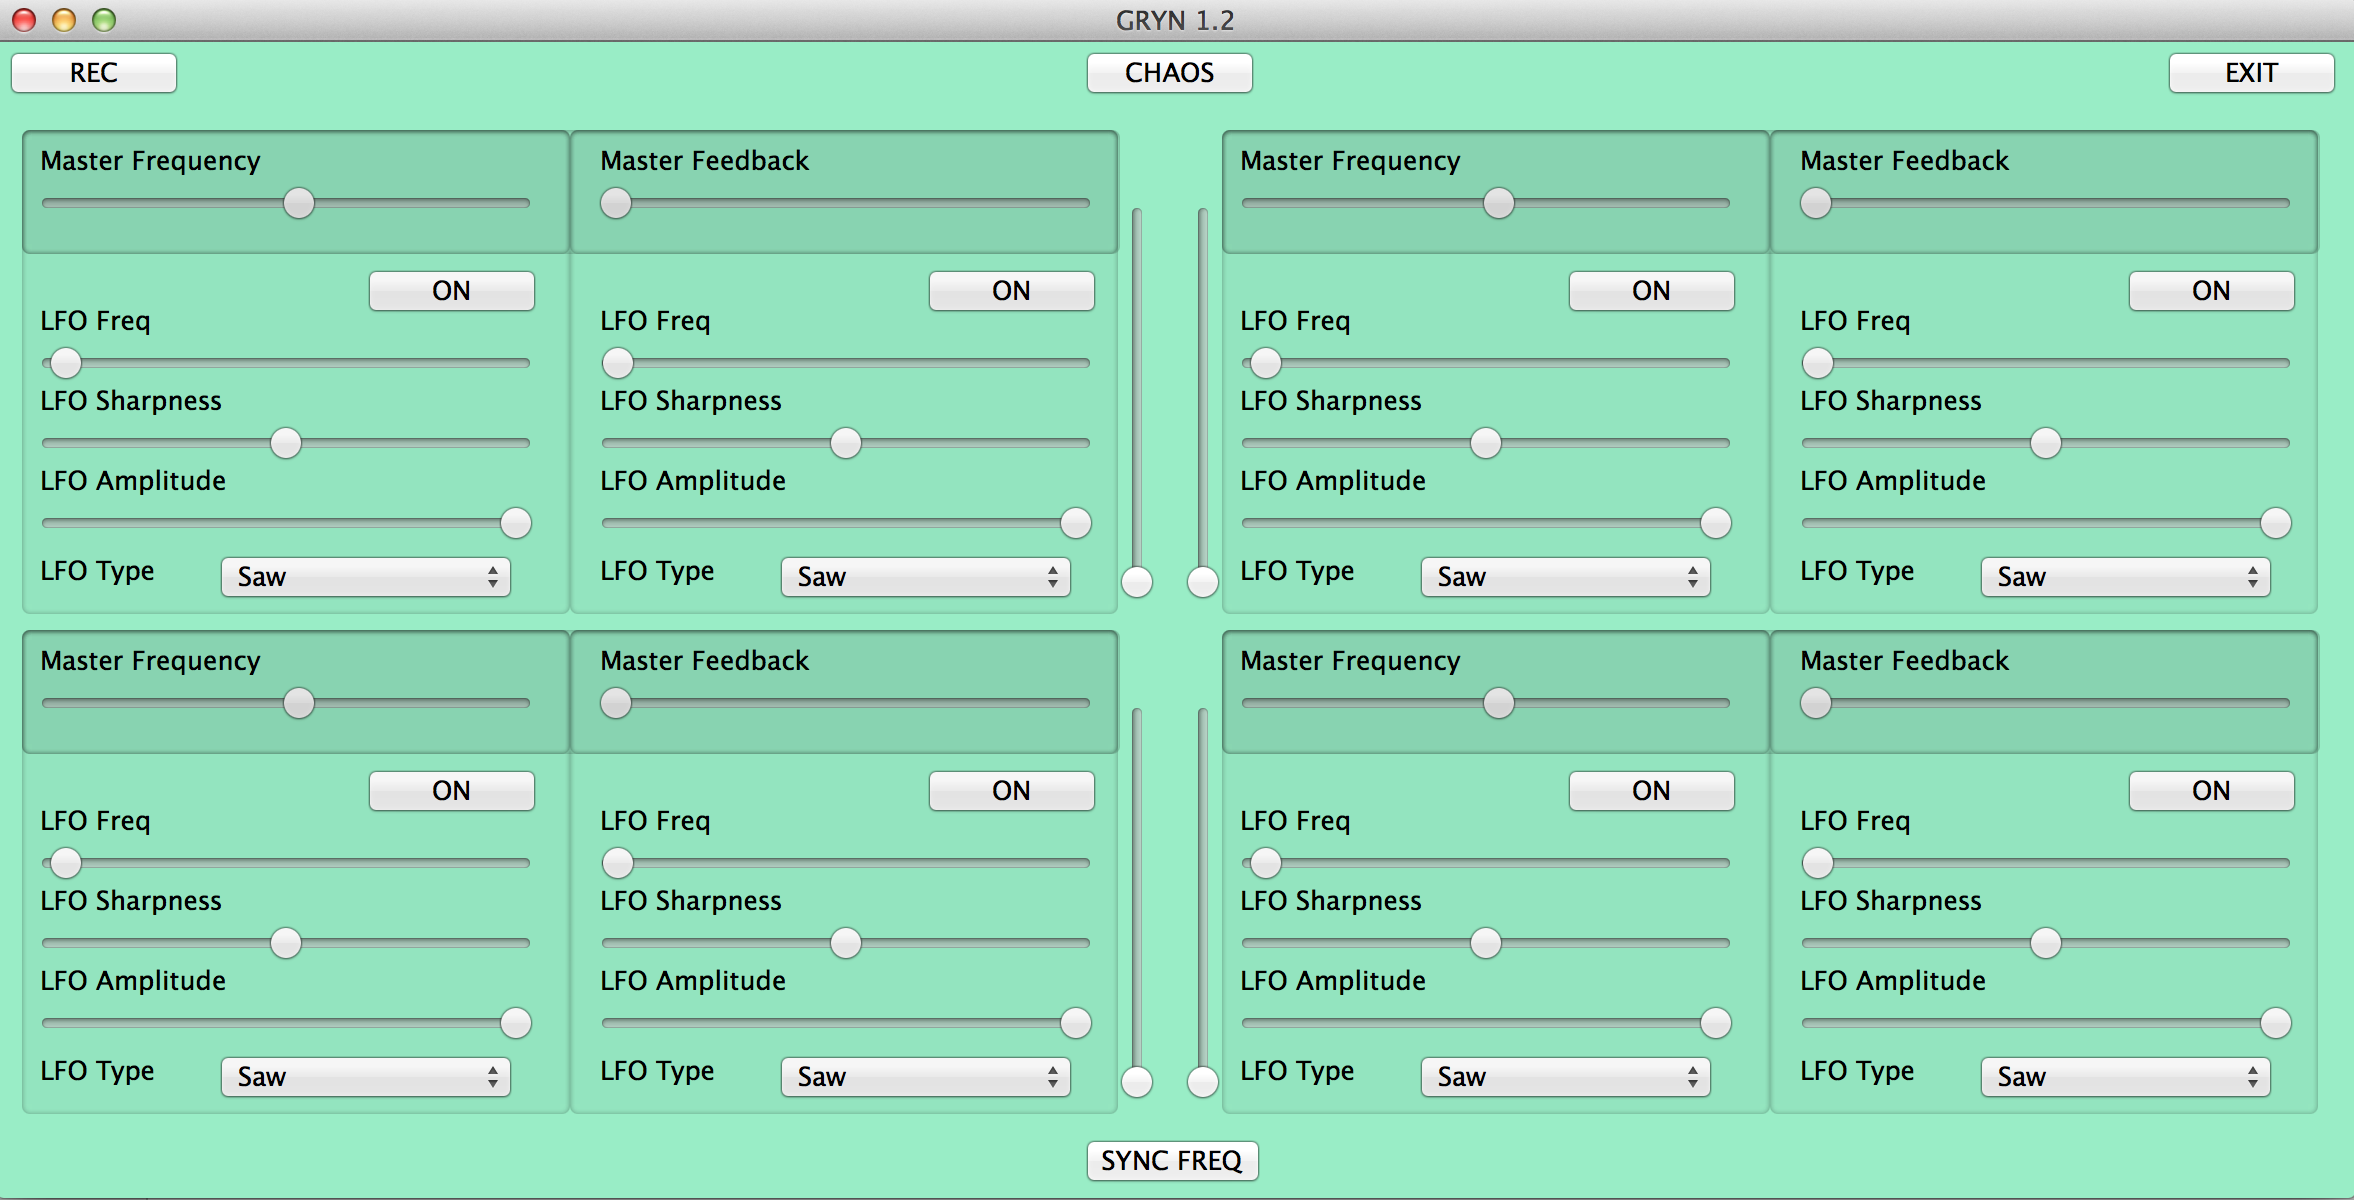 GRYN 1.2
REC CHAOS EXIT
Master Frequency Master Feedback Master Frequency Master Feedback
ON ON ON ON
LFO Freq LFO Freq LFO Freq LFO Freq
LFO Sharpness LFO Sharpness LFO Sharpness LFO Sharpness
LFO Amplitude LFO Amplitude LFO Amplitude LFO Amplitude
LFO Type Saw LFO Type Saw LFO Type Saw LFO Type Saw
Master Frequency Master Feedback Master Frequency Master Feedback
ON ON ON ON
LFO Freq LFO Freq LFO Freq LFO Freq
LFO Sharpness LFO Sharpness LFO Sharpness LFO Sharpness
LFO Amplitude LFO Amplitude LFO Amplitude LFO Amplitude
LFO Type Saw LFO Type Saw LFO Type Saw LFO Type Saw
SYNC FREQ